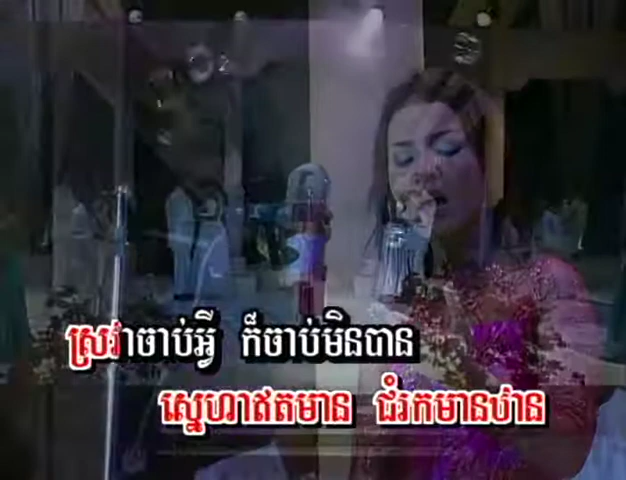 ស្រវាចាប់អ្វី ក៏ចាប់មិនបាន
ស្នេហាឥតមាន ជំរកមានឋាន